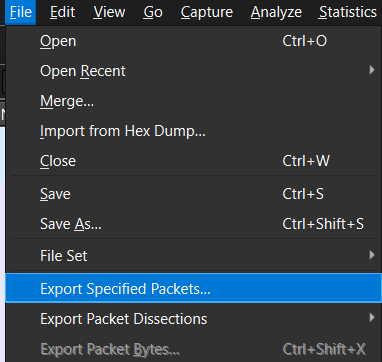 File Edit View Go Capture Analyze Statistics
Open Ctrl+O
Open Recent
Merge...
Import from Hex Dump...
Close Ctrl+W
Save Ctrl+S
Save As... Ctrl+Shift+S
File Set
Export Specified Packets...
Export Packet Dissections
Export Packet Bytes... Ctrl+Shift+X